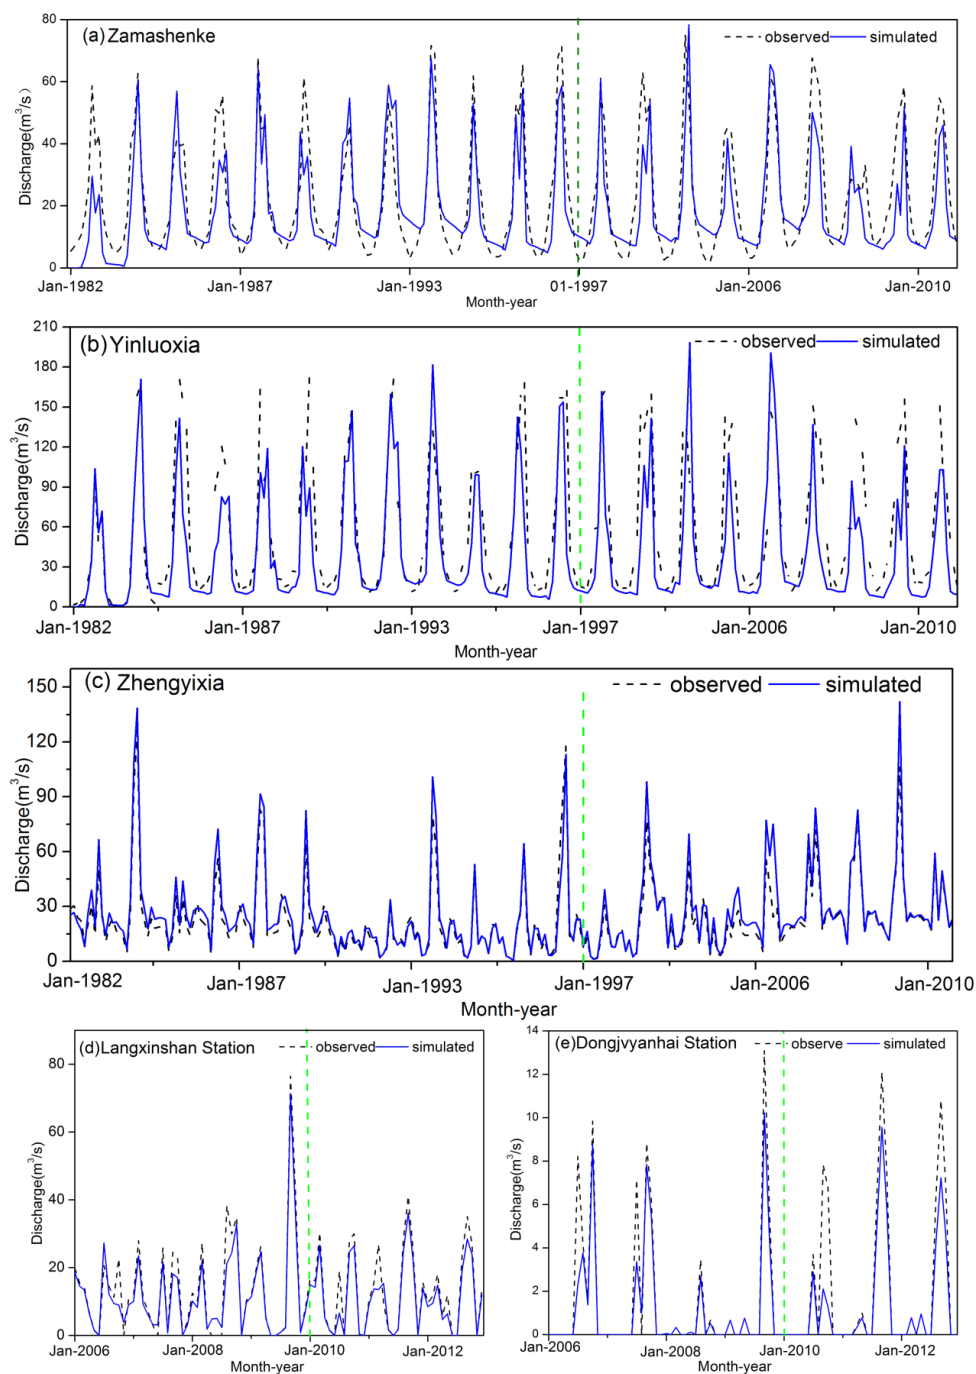 (a) Zamashenke
observed simulated
80
60
40
20
0
Discharge(m³/s)
Jan-1982 Jan-1987 Jan-1993 01-1997 Jan-2006 Jan-2010
Month-year
(b) Yinluoxia
observed simulated
210
180
150
120
90
60
30
0
Discharge(m³/s)
Jan-1982 Jan-1987 Jan-1993 Jan-1997 Jan-2006 Jan-2010
Month-year
(c) Zhengyixia
observed simulated
150
120
90
60
30
0
Discharge(m³/s)
Jan-1982 Jan-1987 Jan-1993 Jan-1997 Jan-2006 Jan-2010
Month-year
(d)Langxinshan Station
observed simulated
80
60
40
20
0
Discharge(m³/s)
Jan-2006 Jan-2008 Jan-2010 Jan-2012
Month-year
(e)Dongjvyanhai Station
observe simulated
14
12
10
8
6
4
2
0
Discharge(m³/s)
Jan-2006 Jan-2008 Jan-2010 Jan-2012
Month-year